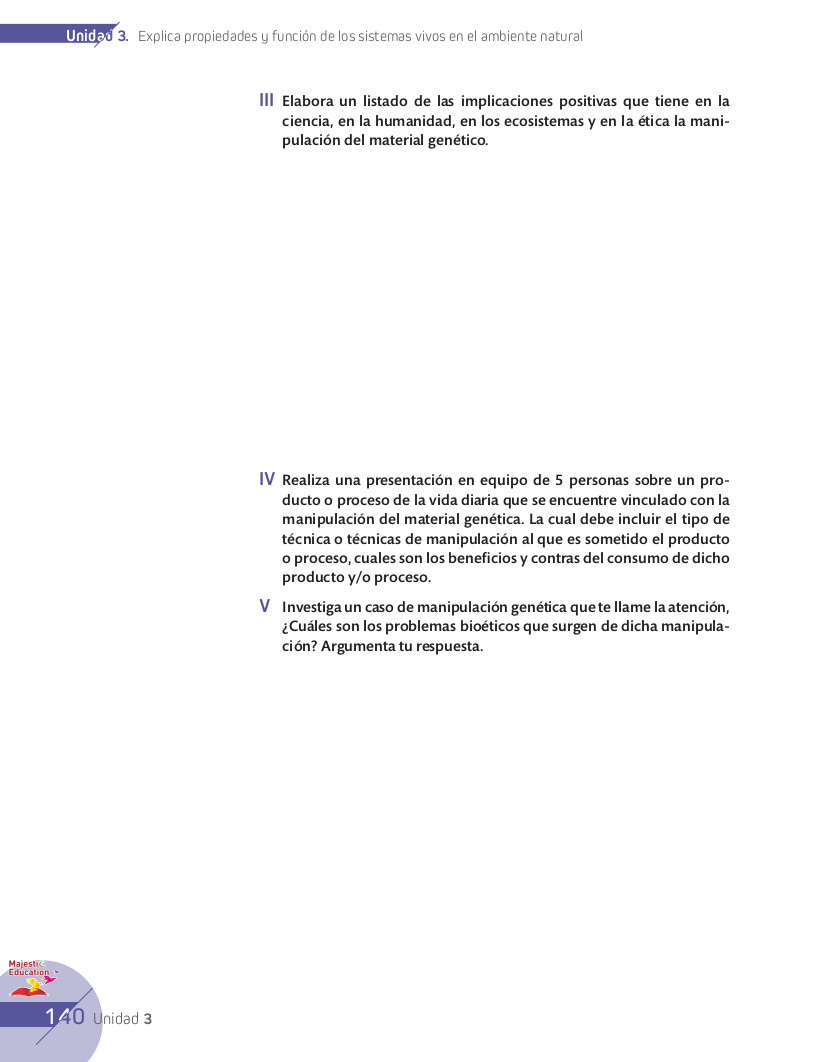 Unidad 3. Explica propiedades y función de los sistemas vivos en el ambiente natural
III Elabora un listado de las implicaciones positivas que tiene en la
ciencia, en la humanidad, en los ecosistemas y en la ética la mani-
pulación del material genético.
IV Realiza una presentación en equipo de 5 personas sobre un pro-
ducto o proceso de la vida diaria que se encuentre vinculado con la
manipulación del material genética. La cual debe incluir el tipo de
técnica o técnicas de manipulación al que es sometido el producto
o proceso, cuales son los beneficios y contras del consumo de dicho
producto y/o proceso.
V Investiga un caso de manipulación genética que te llame la atención,
¿Cuáles son los problemas bioéticos que surgen de dicha manipula-
ción? Argumenta tu respuesta.
Majestic
Education
140 Unidad 3